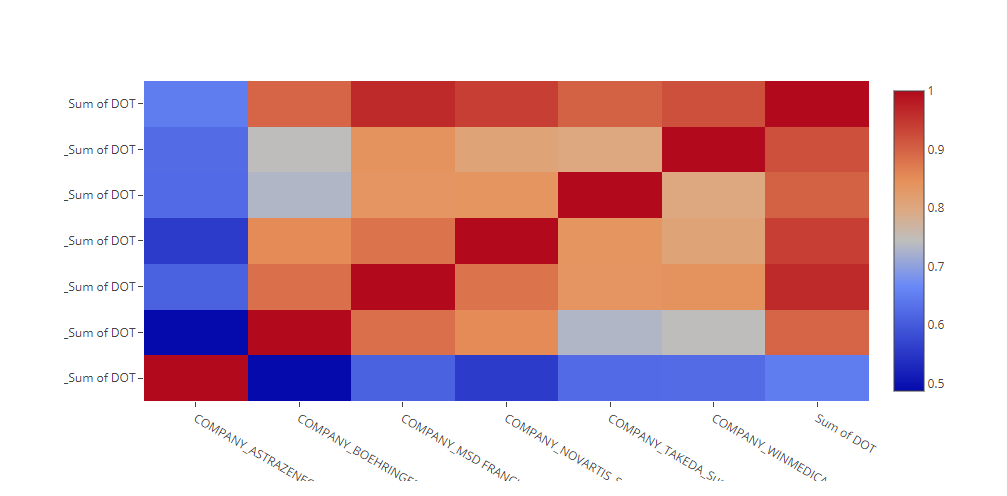 Sum of DOT
_Sum of DOT
_Sum of DOT
_Sum of DOT
_Sum of DOT
_Sum of DOT
_Sum of DOT
1
0.9
0.8
0.7
0.6
0.5
COMPANY_ASTRAZENEC
COMPANY_BOEHRINGE
COMPANY_MSD FRANC
COMPANY_NOVARTIS_S
COMPANY_TAKEDA_Su
COMPANY_WINMEDICA
Sum of DOT